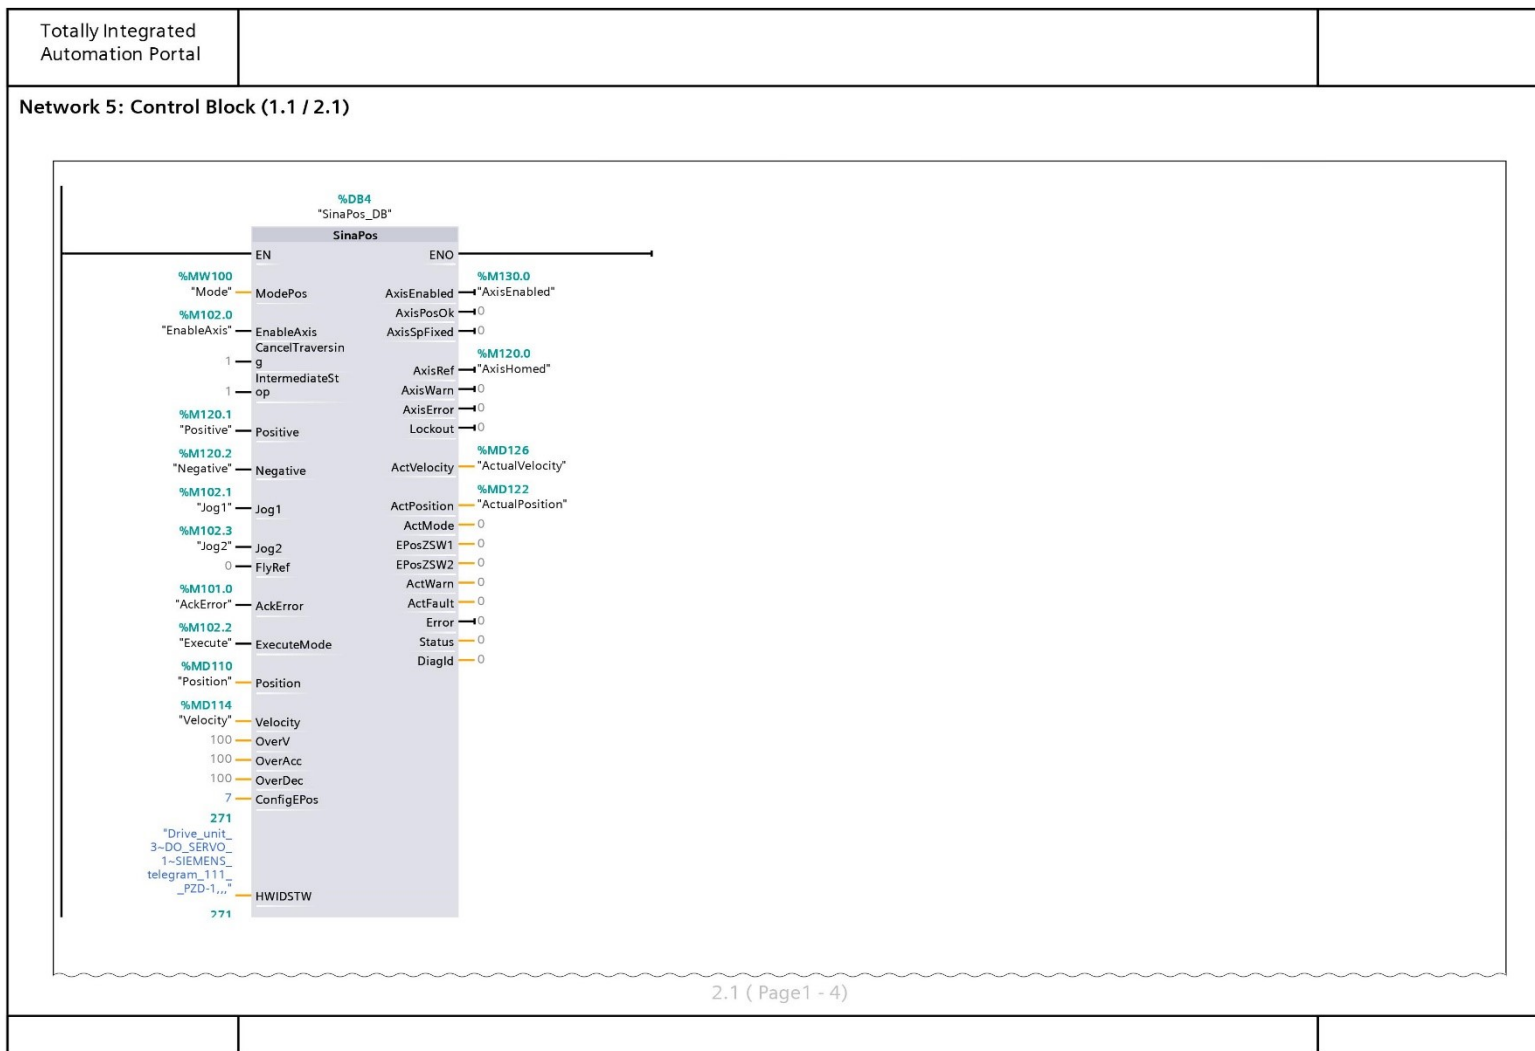 Totally Integrated
Automation Portal
Network 5: Control Block (1.1 / 2.1)
%DB4
"SinaPos_DB"
SinaPos
EN ENO
%MW100 %M130.0
"Mode" ModePos AxisEnabled "AxisEnabled"
%M102.0 AxisPosOk 0
"EnableAxis" EnableAxis AxisSpFixed 0
CancelTraversin
1 g %M120.0
AxisRef "AxisHomed"
IntermediateSt
1 op AxisWarn 0
AxisError 0
%M120.1
"Positive" Positive Lockout 0
%M120.2 %MD126
"Negative" Negative ActVelocity "ActualVelocity"
%M102.1 %MD122
"Jog1" Jog1 ActPosition "ActualPosition"
ActMode 0
%M102.3
"Jog2" Jog2 EPosZSW1 0
0 FlyRef EPosZSW2 0
%M101.0 ActWarn 0
"AckError" AckError ActFault 0
%M102.2 Error 0
"Execute" ExecuteMode Status 0
%MD110 DiagId 0
"Position" Position
%MD114
"Velocity" Velocity
100 OverV
100 OverAcc
100 OverDec
7 ConfigEPos
271
"Drive_unit_
3~DO_SERVO_
1~SIEMENS_
telegram_111_
_PZD-1,,,"
HWIDSTW
271
2.1 ( Page1 - 4)